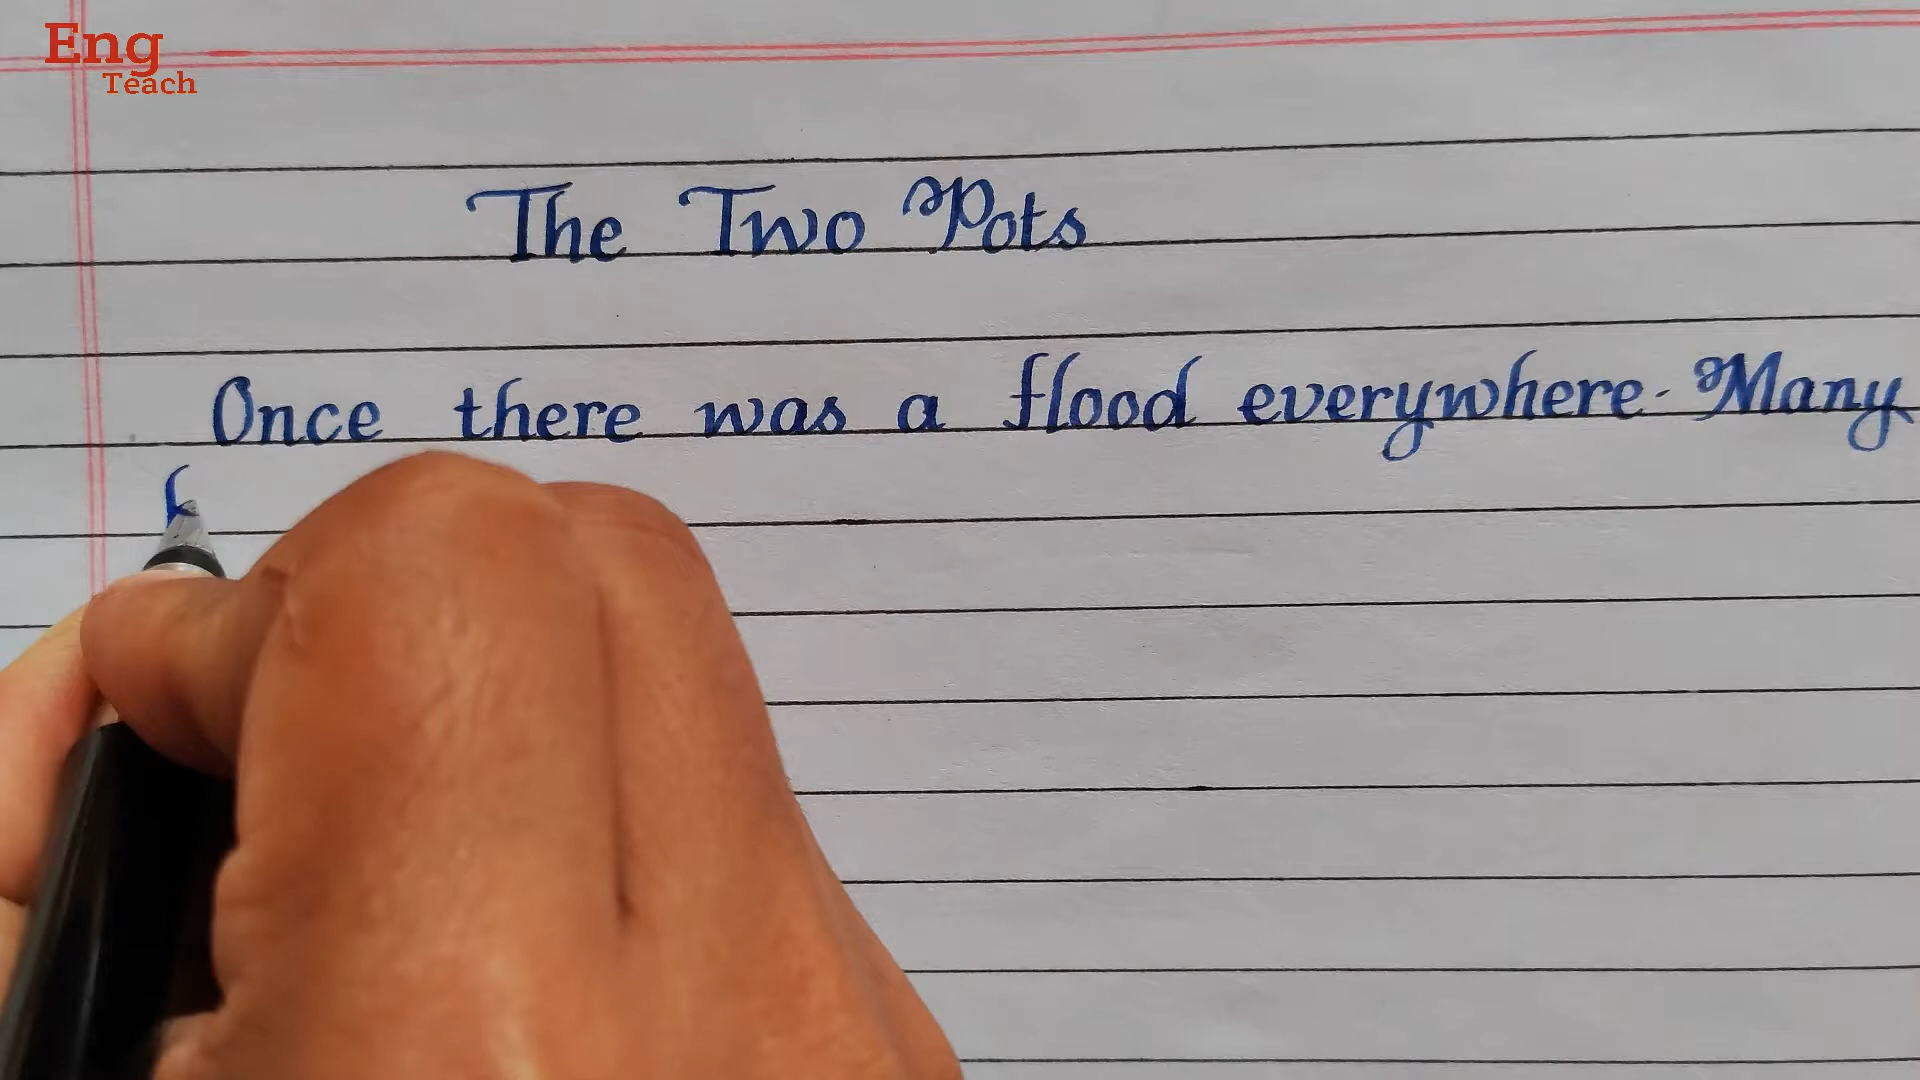 Eng
Teach
The Two Pots
Once there was a flood everywhere. Many